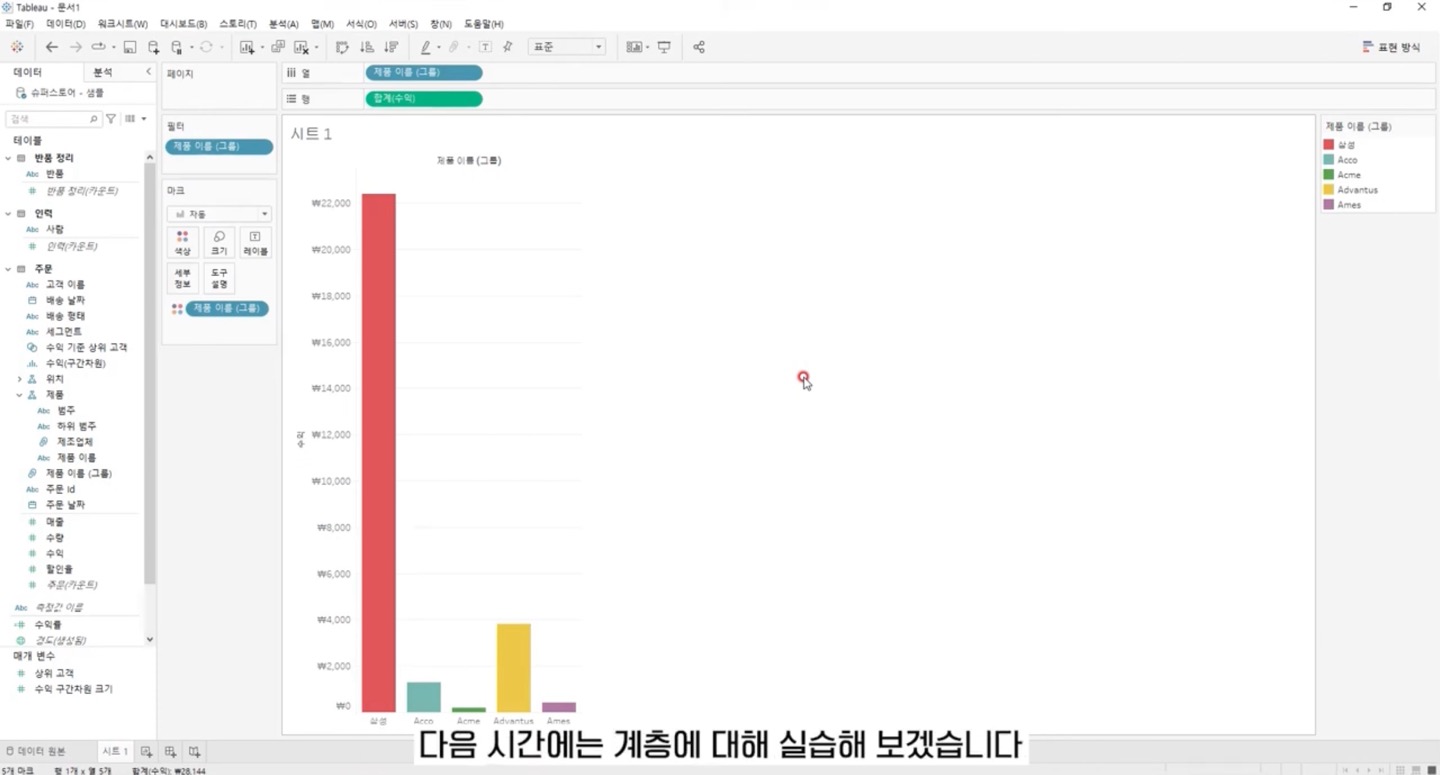 Tableau - 문서1
파일(F) 데이터(D) 워크시트(W) 대시보드(B) 스토리(T) 분석(A) 맵(M) 서식(O) 서버(S) 창(N) 도움말(H)
표준
표현 방식
데이터 분석
슈퍼스토어 - 샘플
검색
테이블
반품 정리
Abc 반품
# 반품 정리(카운트)
인력
Abc 사람
# 인력(카운트)
주문
Abc 고객 이름
배송 날짜
Abc 배송 형태
Abc 세그먼트
수익 기준 상위 고객
수익(구간차원)
위치
제품
Abc 범주
Abc 하위 범주
제조업체
Abc 제품 이름
제품 이름 (그룹)
Abc 주문 id
주문 날짜
# 매출
# 수량
# 수익
# 할인율
# 주문(카운트)
Abc 측정값 이름
=# 수익률
경도(생성됨)
매개 변수
# 상위 고객
# 수익 구간차원 크기
페이지
필터
제품 이름 (그룹)
마크
자동
색상 크기 레이블
세부 정보 도구 설명
제품 이름 (그룹)
열 제품 이름 (그룹)
행 합계(수익)
시트 1
제품 이름 (그룹)
수익
₩22,000
₩20,000
₩18,000
₩16,000
₩14,000
₩12,000
₩10,000
₩8,000
₩6,000
₩4,000
₩2,000
₩0
삼성 Acco Acme Advantus Ames
제품 이름 (그룹)
삼성
Acco
Acme
Advantus
Ames
다음 시간에는 계층에 대해 실습해 보겠습니다
데이터 원본 시트 1
5개 마크 행 1개 x 열 5개 합계(수익): ₩28,144